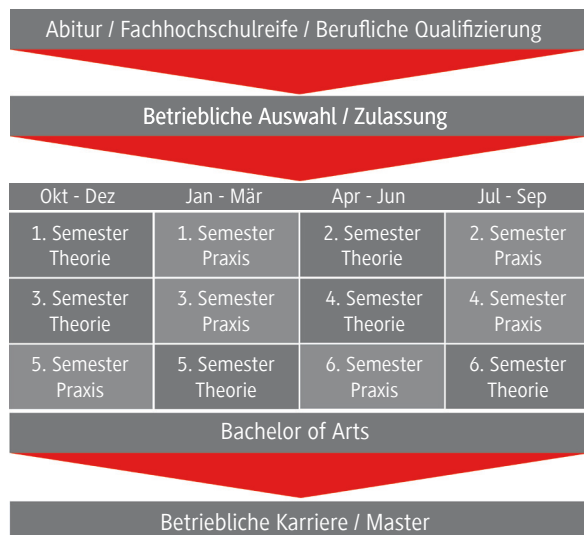 Abitur / Fachhochschulreife / Berufliche Qualifizierung
Betriebliche Auswahl / Zulassung
Okt - Dez Jan - Mär Apr - Jun Jul - Sep
1. Semester 1. Semester 2. Semester 2. Semester
Theorie Praxis Theorie Praxis
3. Semester 3. Semester 4. Semester 4. Semester
Theorie Praxis Theorie Praxis
5. Semester 5. Semester 6. Semester 6. Semester
Praxis Theorie Praxis Theorie
Bachelor of Arts
Betriebliche Karriere / Master